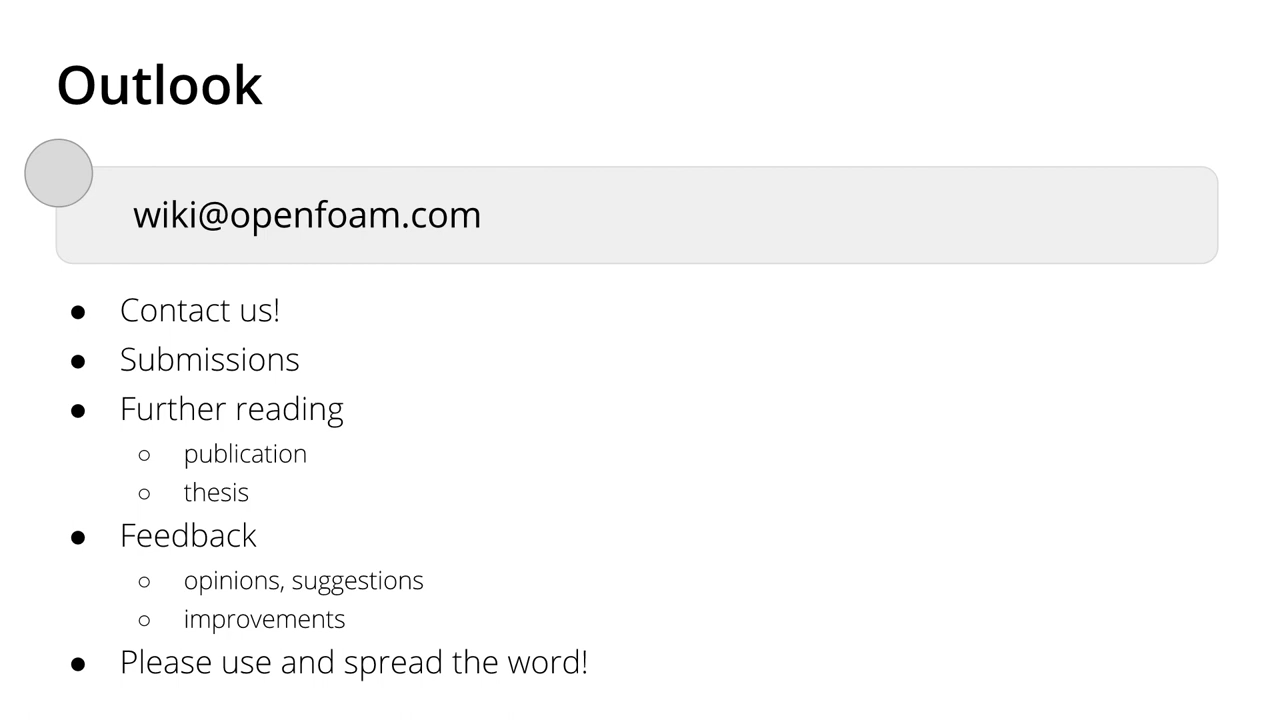 Outlook
wiki@openfoam.com
● Contact us!
● Submissions
● Further reading
○ publication
○ thesis
● Feedback
○ opinions, suggestions
○ improvements
● Please use and spread the word!